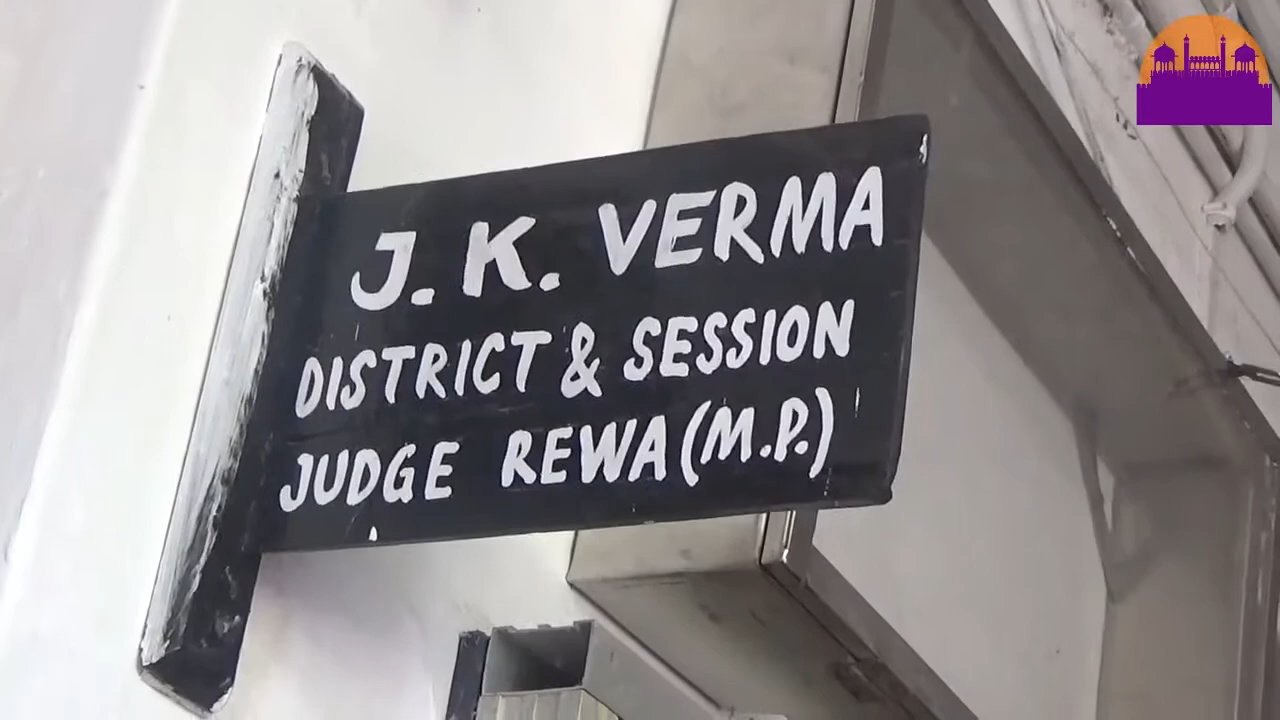 J. K. VERMA
DISTRICT & SESSION
JUDGE REWA (M.P.)